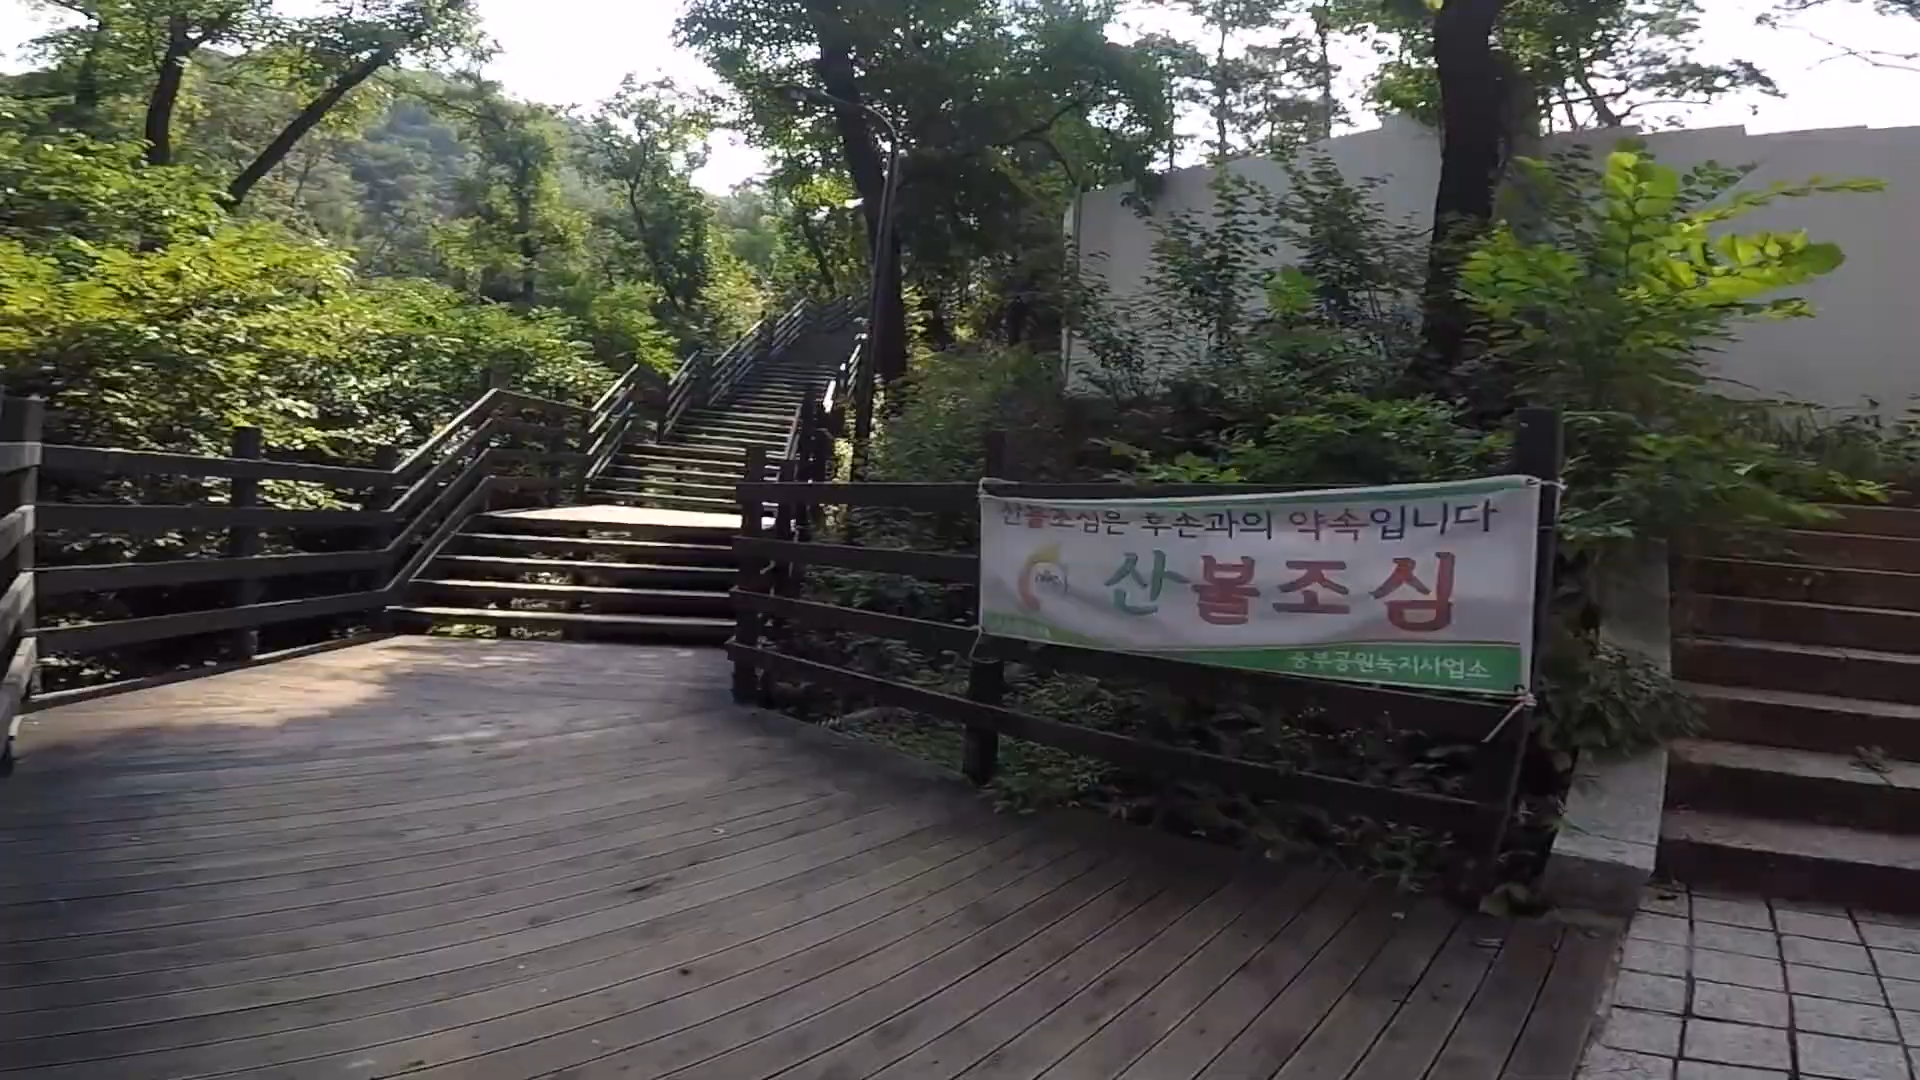 산불조심은 후손과의 약속입니다
산불조심
중부공원녹지사업소